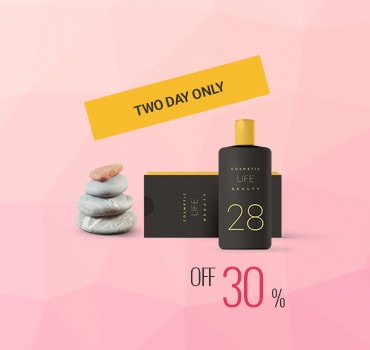 TWO DAY ONLY
COSMETIC
LIFE
BEAUTY
COSMETIC
LIFE
BEAUTY
28
OFF 30 %